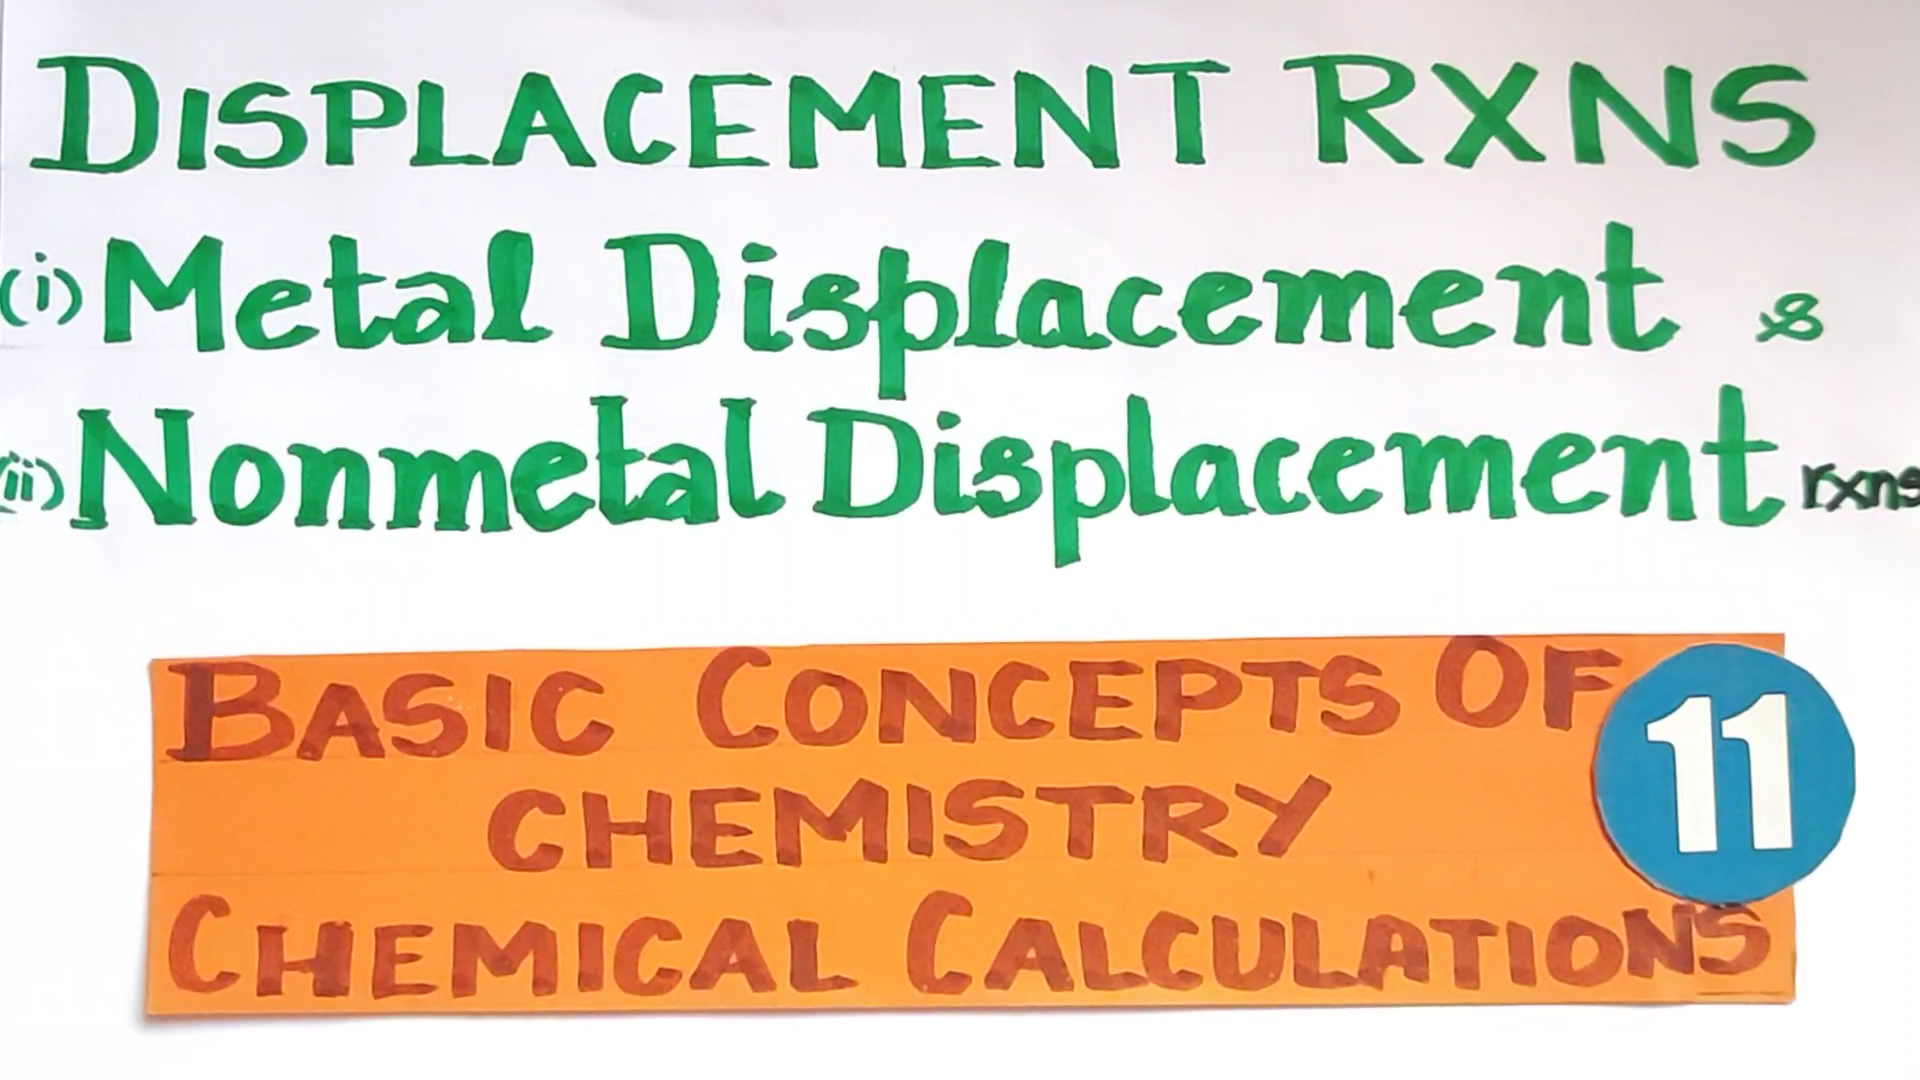 DISPLACEMENT RXNS
(i) Metal Displacement &
(ii) Nonmetal Displacement rxns
BASIC CONCEPTS OF
CHEMISTRY
11
CHEMICAL CALCULATIONS